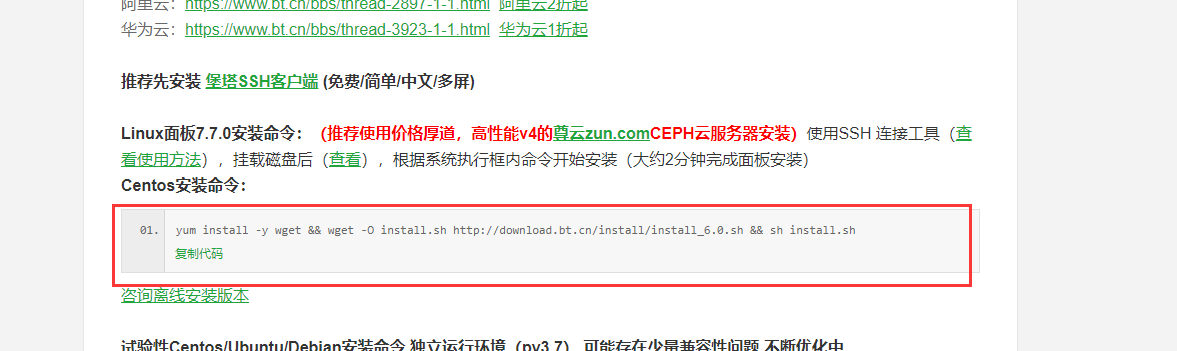 阿里云：https://www.bt.cn/bbs/thread-2897-1-1.html 阿里云2折起
华为云：https://www.bt.cn/bbs/thread-3923-1-1.html 华为云1折起
推荐先安装 堡塔SSH客户端 (免费/简单/中文/多屏)
Linux面板7.7.0安装命令：（推荐使用价格厚道，高性能v4的尊云zun.comCEPH云服务器安装）使用SSH 连接工具（查
看使用方法），挂载磁盘后（查看），根据系统执行框内命令开始安装（大约2分钟完成面板安装）
Centos安装命令：
01. yum install -y wget && wget -O install.sh http://download.bt.cn/install/install_6.0.sh && sh install.sh
复制代码
咨询离线安装版本
试验性Centos/Ubuntu/Debian安装命令 独立运行环境（py3.7） 可能存在少量兼容性问题 不断优化中